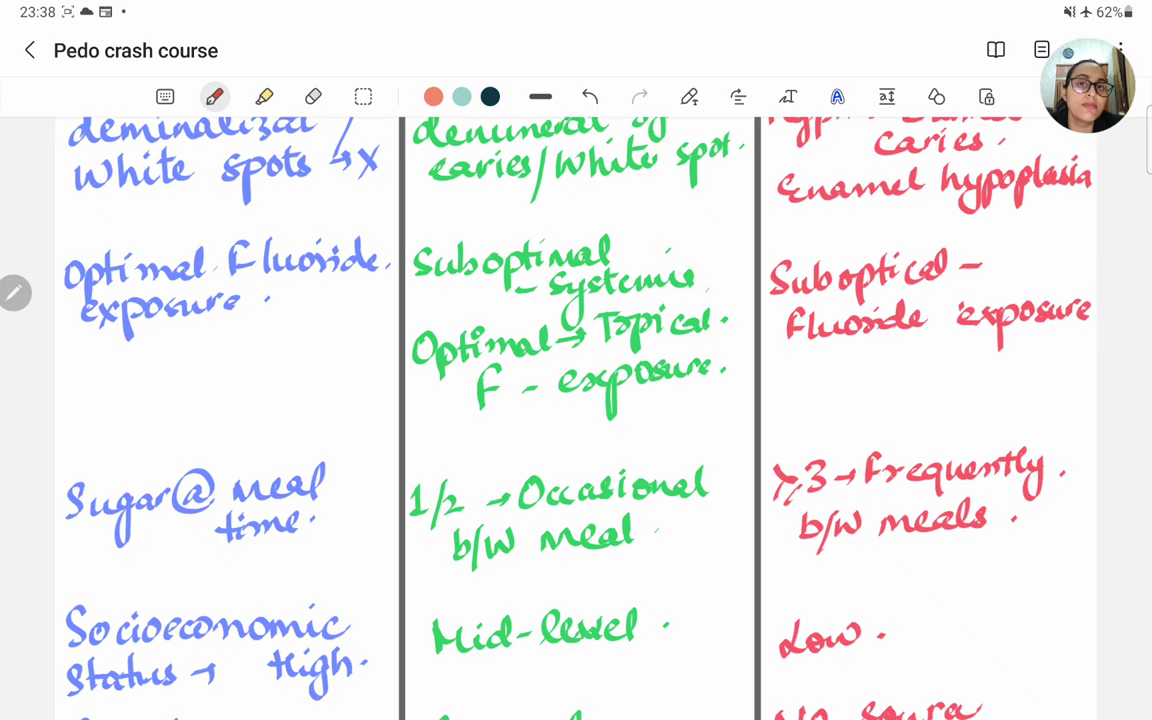 23:38
62%
Pedo crash course
deminalizat /
White spots → x
Optimal Fluoride
exposure.
Sugar@ meal
time.
Socioeconomic
Status → High.
caries/White spot.
Suboptimal
- Systemic
Optimal → Topical.
F - exposure.
1/2 → Occasional
b/w meal
Mid-level.
caries.
Enamel hypoplasia
Suboptical -
Fluoride exposure
≥3 → Frequently.
b/w meals.
Low.